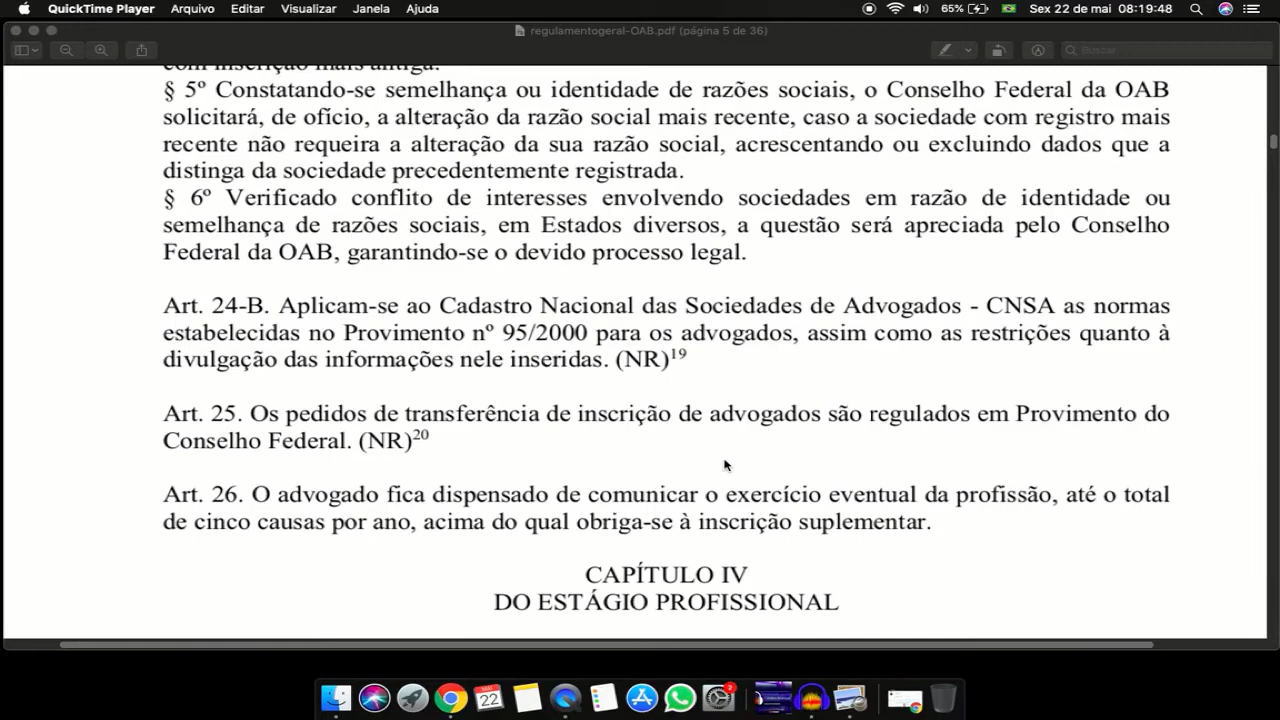 QuickTime Player Arquivo Editar Visualizar Janela Ajuda 65% Sex 22 de mai 08:19:48
regulamentogeral-OAB.pdf (página 5 de 36)
Buscar
com inscrição mais antiga.
§ 5º Constatando-se semelhança ou identidade de razões sociais, o Conselho Federal da OAB
solicitará, de ofício, a alteração da razão social mais recente, caso a sociedade com registro mais
recente não requeira a alteração da sua razão social, acrescentando ou excluindo dados que a
distinga da sociedade precedentemente registrada.
§ 6º Verificado conflito de interesses envolvendo sociedades em razão de identidade ou
semelhança de razões sociais, em Estados diversos, a questão será apreciada pelo Conselho
Federal da OAB, garantindo-se o devido processo legal.
Art. 24-B. Aplicam-se ao Cadastro Nacional das Sociedades de Advogados - CNSA as normas
estabelecidas no Provimento nº 95/2000 para os advogados, assim como as restrições quanto à
divulgação das informações nele inseridas. (NR)19
Art. 25. Os pedidos de transferência de inscrição de advogados são regulados em Provimento do
Conselho Federal. (NR)20
Art. 26. O advogado fica dispensado de comunicar o exercício eventual da profissão, até o total
de cinco causas por ano, acima do qual obriga-se à inscrição suplementar.
CAPÍTULO IV
DO ESTÁGIO PROFISSIONAL
MAI
22
2